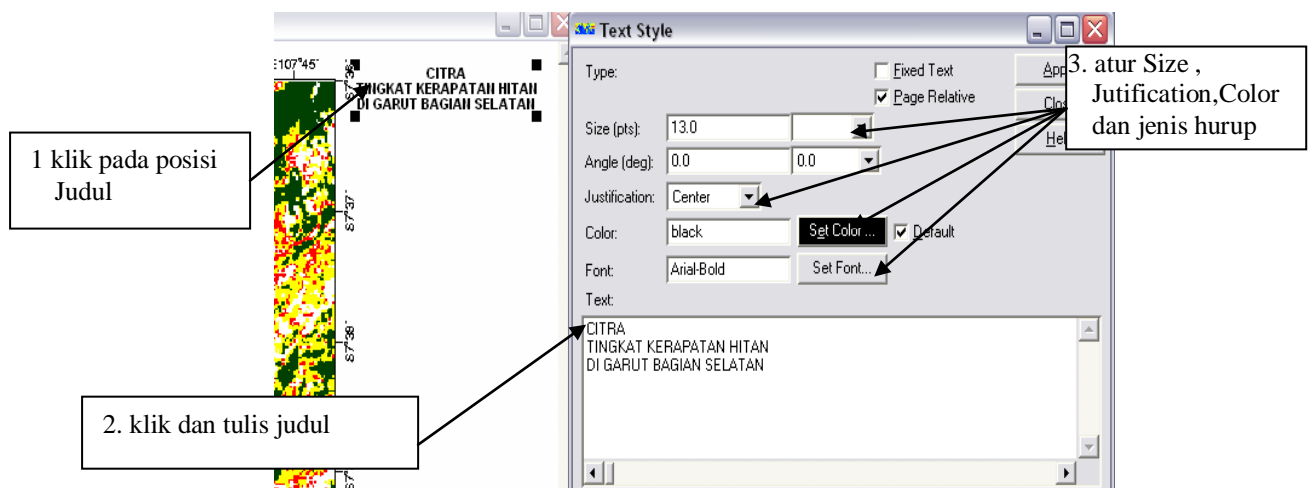 Text Style
E107°45'
S7°36'
CITRA
TINGKAT KERAPATAN HITAN
DI GARUT BAGIAN SELATAN
S7°37'
S7°38'
S7°
1 klik pada posisi
Judul
2. klik dan tulis judul
3. atur Size ,
Jutification,Color
dan jenis hurup
Type:
Fixed Text
Page Relative
Size (pts):
13.0
Angle (deg):
0.0
0.0
Justification:
Center
Color:
black
Set Color ...
Default
Font:
Arial-Bold
Set Font...
Text:
CITRA
TINGKAT KERAPATAN HITAN
DI GARUT BAGIAN SELATAN